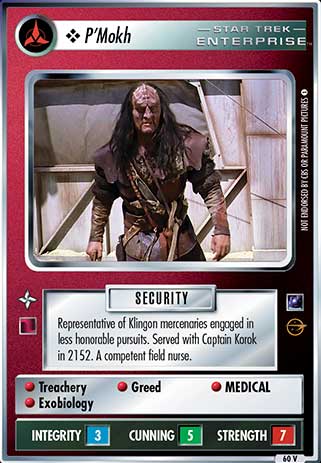 ❖ P'Mokh
STAR TREK
ENTERPRISE™
NOT ENDORSED BY CBS OR PARAMOUNT PICTURES
SECURITY
Representative of Klingon mercenaries engaged in
less honorable pursuits. Served with Captain Korok
in 2152. A competent field nurse.
Treachery
Greed
MEDICAL
Exobiology
INTEGRITY 3
CUNNING 5
STRENGTH 7
60 V